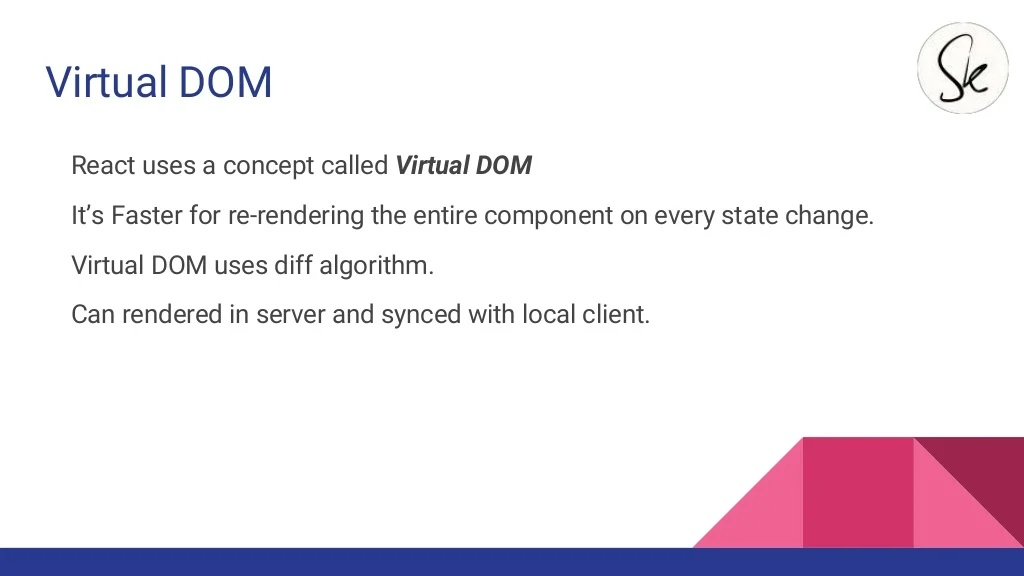 Virtual DOM
Sk
React uses a concept called Virtual DOM
It’s Faster for re-rendering the entire component on every state change.
Virtual DOM uses diff algorithm.
Can rendered in server and synced with local client.